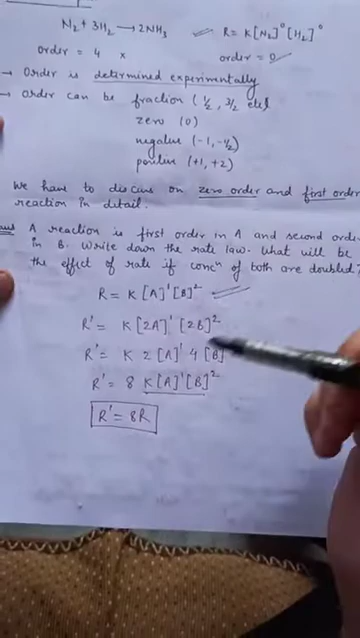 N₂ + 3H₂ → 2NH₃ R = K[N₂]⁰[H₂]⁰
order = 4 × order = 0
→ Order is determined experimentally
→ Order can be fraction (½, 3/2 etc)
zero (0)
negative (-1, -½)
positive (+1, +2)
We have to discuss on zero order and first order
reaction in detail.
A reaction is first order in A and second orde
in B. Write down the rate law. What will be
the effect of rate if concⁿ of both are doubled?
R = K[A]¹[B]²
R' = K[2A]¹[2B]²
R' = K 2[A]¹ 4[B]
R' = 8 K[A]¹[B]²
R' = 8R